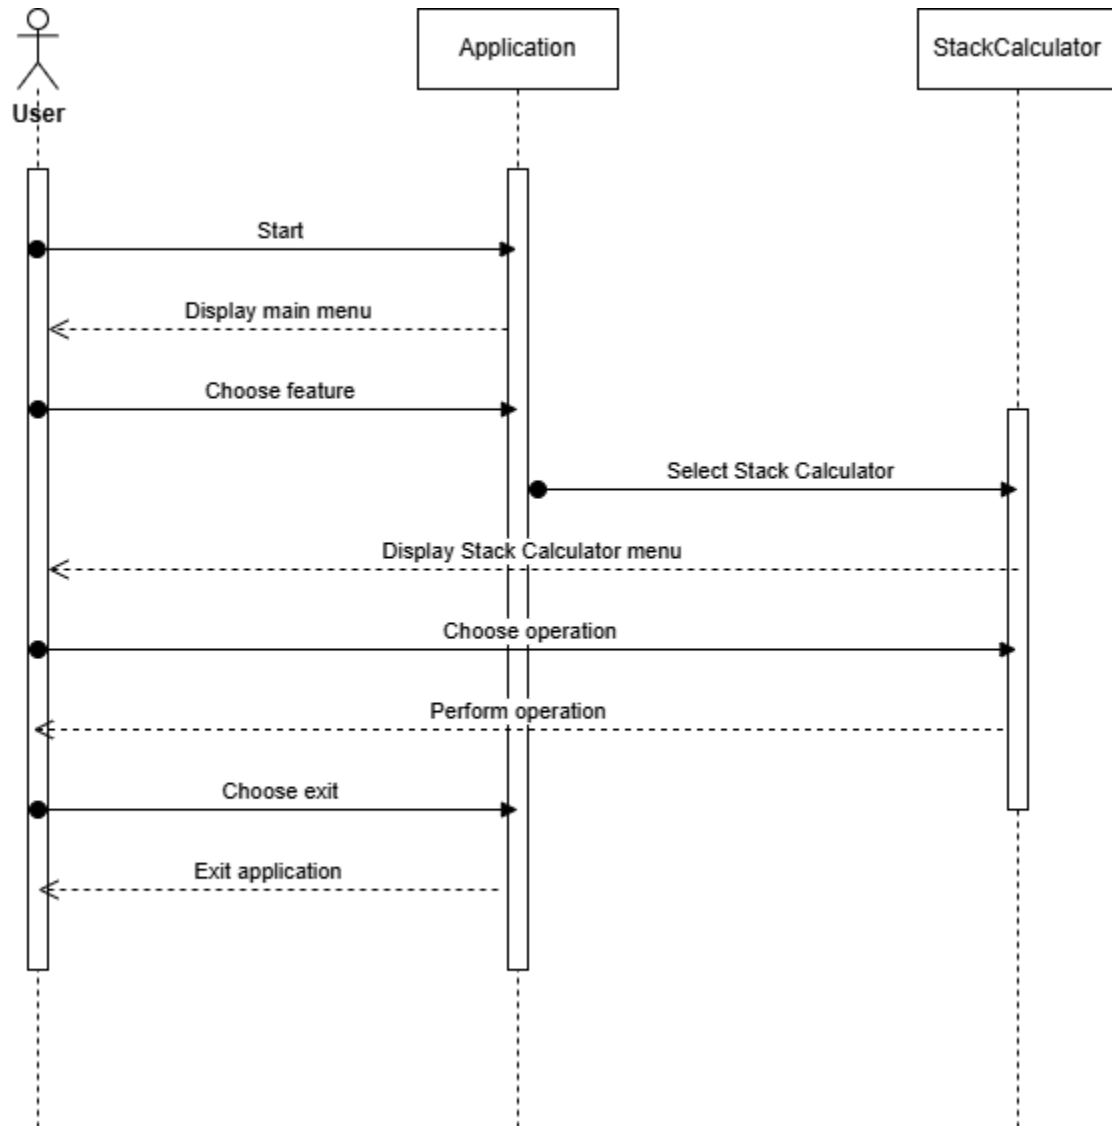 Application
StackCalculator
User
Start
Display main menu
Choose feature
Select Stack Calculator
Display Stack Calculator menu
Choose operation
Perform operation
Choose exit
Exit application